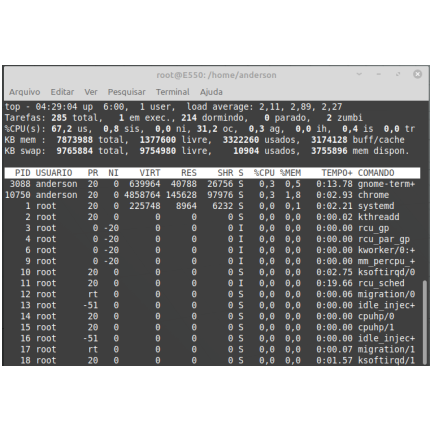 root@E550: /home/anderson
Arquivo Editar Ver Pesquisar Terminal Ajuda
top - 04:29:04 up 6:00, 1 user, load average: 2,11, 2,89, 2,27
Tarefas: 285 total, 1 em exec., 214 dormindo, 0 parado, 2 zumbi
%CPU(s): 67,2 us, 0,8 sis, 0,0 ni, 31,2 oc, 0,3 ag, 0,0 ih, 0,4 is 0,0 tr
KB mem : 7873988 total, 1377600 livre, 3322260 usados, 3174128 buff/cache
KB swap: 9765884 total, 9754980 livre, 10904 usados, 3755896 mem dispon.
PID USUARIO PR NI VIRT RES SHR S %CPU %MEM TEMPO+ COMANDO
3088 anderson 20 0 639964 40788 26756 S 0,3 0,5 0:13.78 gnome-term+
10750 anderson 20 0 4858764 145628 97976 S 0,3 1,8 0:02.93 chrome
1 root 20 0 225748 8964 6232 S 0,0 0,1 0:02.21 systemd
2 root 20 0 0 0 0 S 0,0 0,0 0:00.02 kthreadd
3 root 0 -20 0 0 0 I 0,0 0,0 0:00.00 rcu_gp
4 root 0 -20 0 0 0 I 0,0 0,0 0:00.00 rcu_par_gp
6 root 0 -20 0 0 0 I 0,0 0,0 0:00.00 kworker/0:+
9 root 0 -20 0 0 0 I 0,0 0,0 0:00.00 mm_percpu_+
10 root 20 0 0 0 0 S 0,0 0,0 0:02.75 ksoftirqd/0
11 root 20 0 0 0 0 I 0,0 0,0 0:19.66 rcu_sched
12 root rt 0 0 0 0 S 0,0 0,0 0:00.06 migration/0
13 root -51 0 0 0 0 S 0,0 0,0 0:00.00 idle_injec+
14 root 20 0 0 0 0 S 0,0 0,0 0:00.00 cpuhp/0
15 root 20 0 0 0 0 S 0,0 0,0 0:00.00 cpuhp/1
16 root -51 0 0 0 0 S 0,0 0,0 0:00.00 idle_injec+
17 root rt 0 0 0 0 S 0,0 0,0 0:00.07 migration/1
18 root 20 0 0 0 0 S 0,0 0,0 0:01.57 ksoftirqd/1